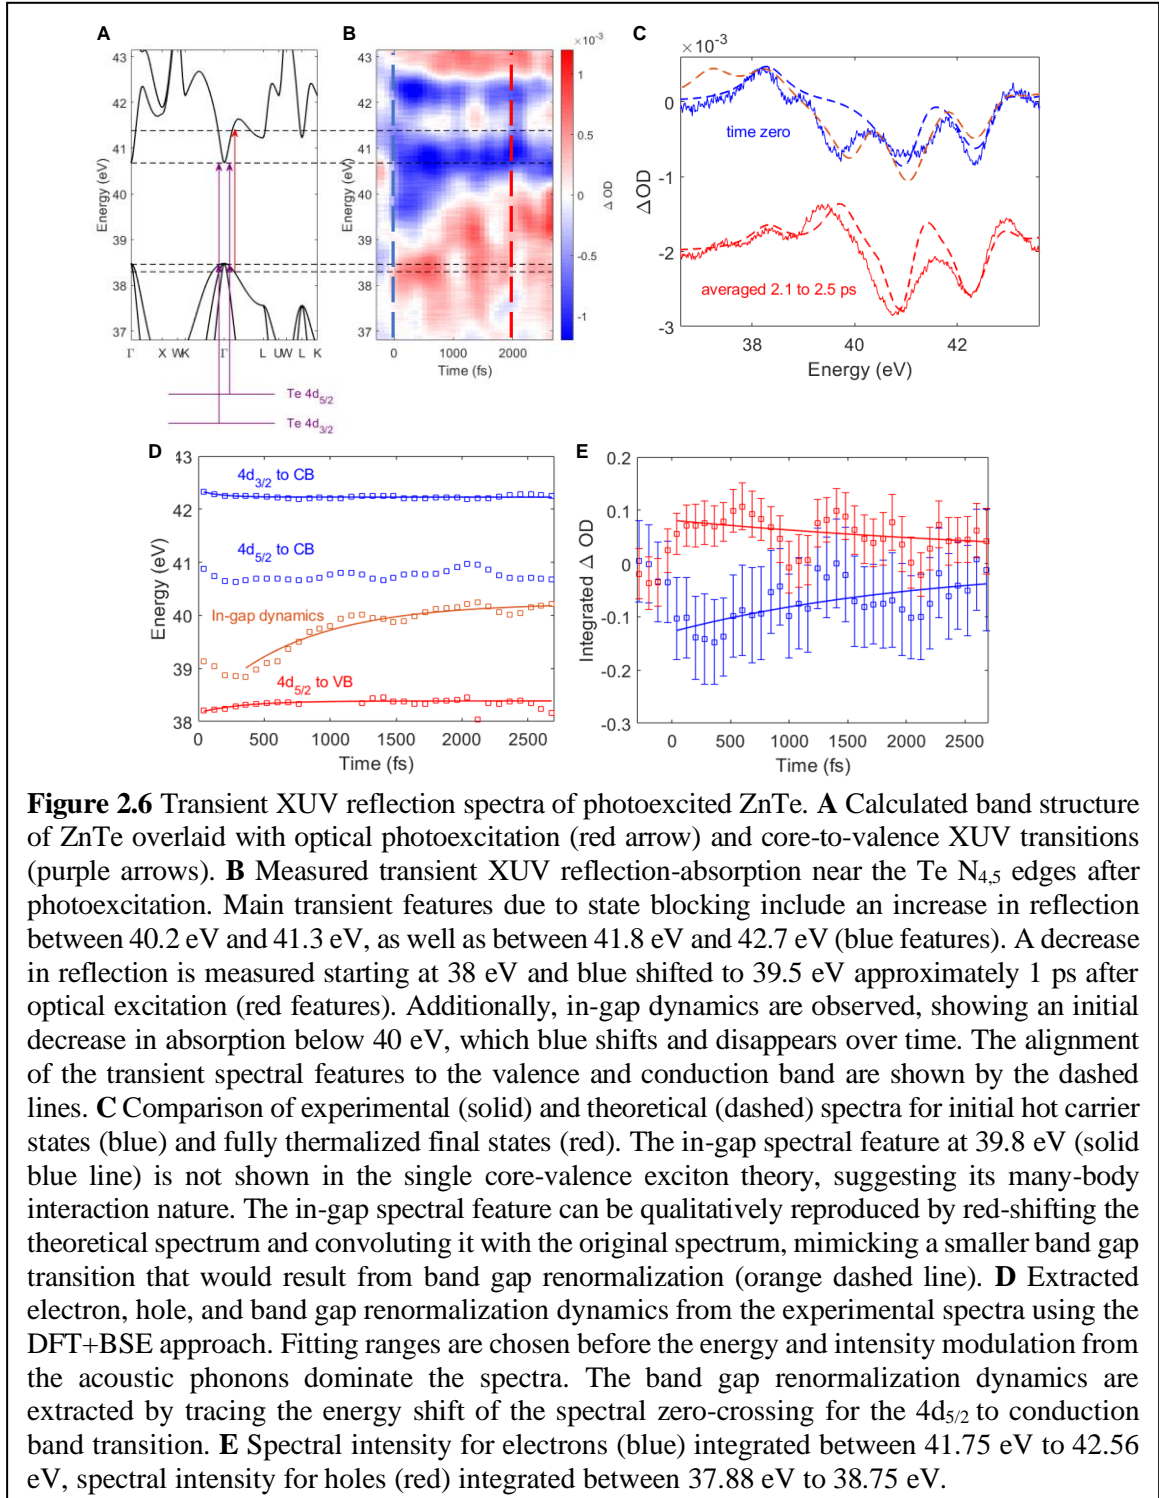 A
B
C
43
42
41
40
39
38
37
Energy (eV)
Γ X WK Γ L UW L K
Te 4d5/2
Te 4d3/2
43
42
41
40
39
38
37
Energy (eV)
0 1000 2000
Time (fs)
×10-3
1
0.5
0
-0.5
-1
Δ OD
×10-3
0
-1
-2
-3
ΔOD
time zero
averaged 2.1 to 2.5 ps
38 40 42
Energy (eV)
D
E
43
42
41
40
39
38
Energy (eV)
4d3/2 to CB
4d5/2 to CB
In-gap dynamics
4d5/2 to VB
0 500 1000 1500 2000 2500
Time (fs)
0.2
0.1
0
-0.1
-0.2
-0.3
Integrated Δ OD
0 500 1000 1500 2000 2500
Time (fs)
Figure 2.6 Transient XUV reflection spectra of photoexcited ZnTe. A Calculated band structure
of ZnTe overlaid with optical photoexcitation (red arrow) and core-to-valence XUV transitions
(purple arrows). B Measured transient XUV reflection-absorption near the Te N4,5 edges after
photoexcitation. Main transient features due to state blocking include an increase in reflection
between 40.2 eV and 41.3 eV, as well as between 41.8 eV and 42.7 eV (blue features). A decrease
in reflection is measured starting at 38 eV and blue shifted to 39.5 eV approximately 1 ps after
optical excitation (red features). Additionally, in-gap dynamics are observed, showing an initial
decrease in absorption below 40 eV, which blue shifts and disappears over time. The alignment
of the transient spectral features to the valence and conduction band are shown by the dashed
lines. C Comparison of experimental (solid) and theoretical (dashed) spectra for initial hot carrier
states (blue) and fully thermalized final states (red). The in-gap spectral feature at 39.8 eV (solid
blue line) is not shown in the single core-valence exciton theory, suggesting its many-body
interaction nature. The in-gap spectral feature can be qualitatively reproduced by red-shifting the
theoretical spectrum and convoluting it with the original spectrum, mimicking a smaller band gap
transition that would result from band gap renormalization (orange dashed line). D Extracted
electron, hole, and band gap renormalization dynamics from the experimental spectra using the
DFT+BSE approach. Fitting ranges are chosen before the energy and intensity modulation from
the acoustic phonons dominate the spectra. The band gap renormalization dynamics are
extracted by tracing the energy shift of the spectral zero-crossing for the 4d5/2 to conduction
band transition. E Spectral intensity for electrons (blue) integrated between 41.75 eV to 42.56
eV, spectral intensity for holes (red) integrated between 37.88 eV to 38.75 eV.